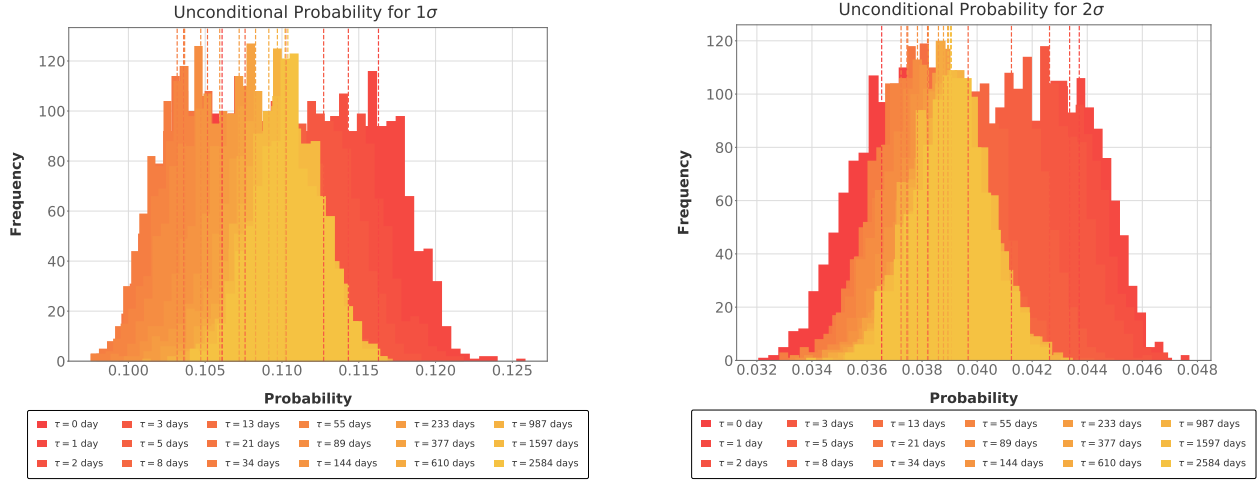 Unconditional Probability for 1σ
120
100
80
60
40
20
0
Frequency
0.100 0.105 0.110 0.115 0.120 0.125
Probability
τ = 0 day τ = 3 days τ = 13 days τ = 55 days τ = 233 days τ = 987 days
τ = 1 day τ = 5 days τ = 21 days τ = 89 days τ = 377 days τ = 1597 days
τ = 2 days τ = 8 days τ = 34 days τ = 144 days τ = 610 days τ = 2584 days
Unconditional Probability for 2σ
120
100
80
60
40
20
0
Frequency
0.032 0.034 0.036 0.038 0.040 0.042 0.044 0.046 0.048
Probability
τ = 0 day τ = 3 days τ = 13 days τ = 55 days τ = 233 days τ = 987 days
τ = 1 day τ = 5 days τ = 21 days τ = 89 days τ = 377 days τ = 1597 days
τ = 2 days τ = 8 days τ = 34 days τ = 144 days τ = 610 days τ = 2584 days